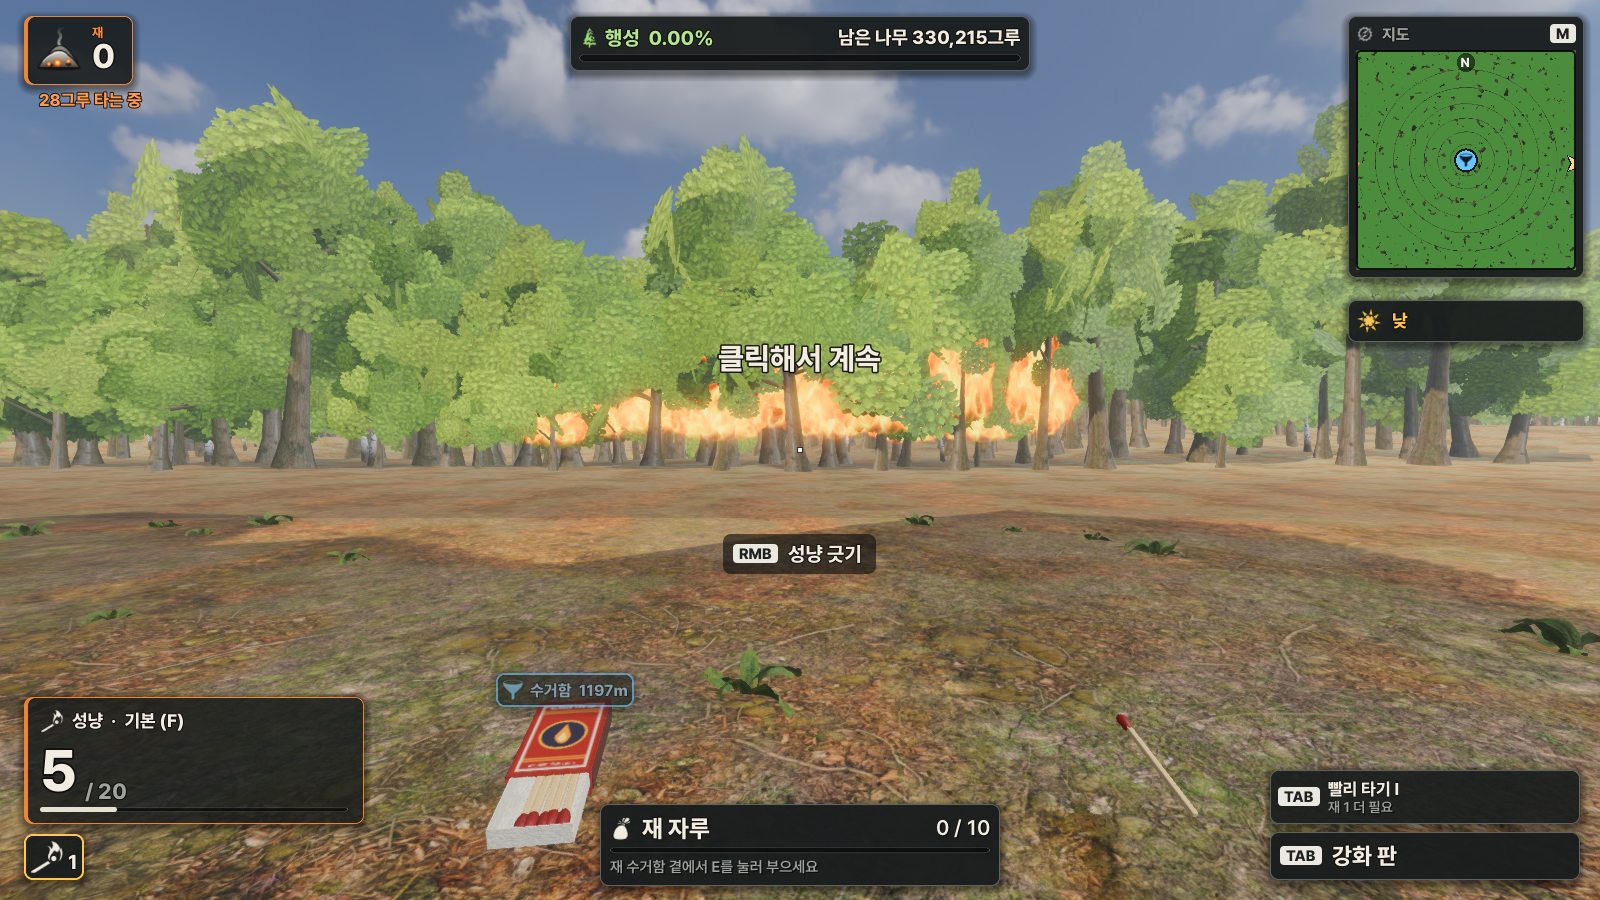 재
0
28그루 타는 중
행성 0.00%
남은 나무 330,215그루
지도
M
N
낮
클릭해서 계속
RMB 성냥 긋기
수거함 1197m
성냥 · 기본 (F)
5 / 20
1
재 자루
0 / 10
재 수거함 곁에서 E를 눌러 부으세요
TAB 빨리 타기 I
재 1 더 필요
TAB 강화 판